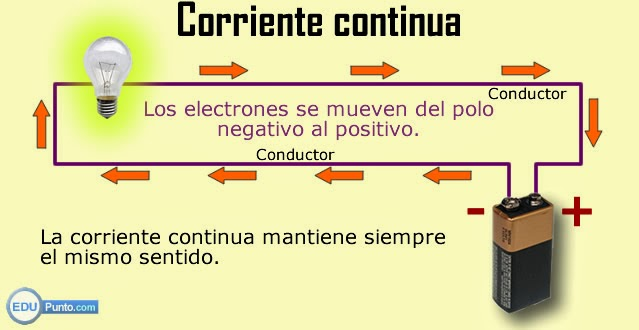 Corriente continua
Conductor
Los electrones se mueven del polo
negativo al positivo.
Conductor
- +
La corriente continua mantiene siempre
el mismo sentido.
EDU Punto.com